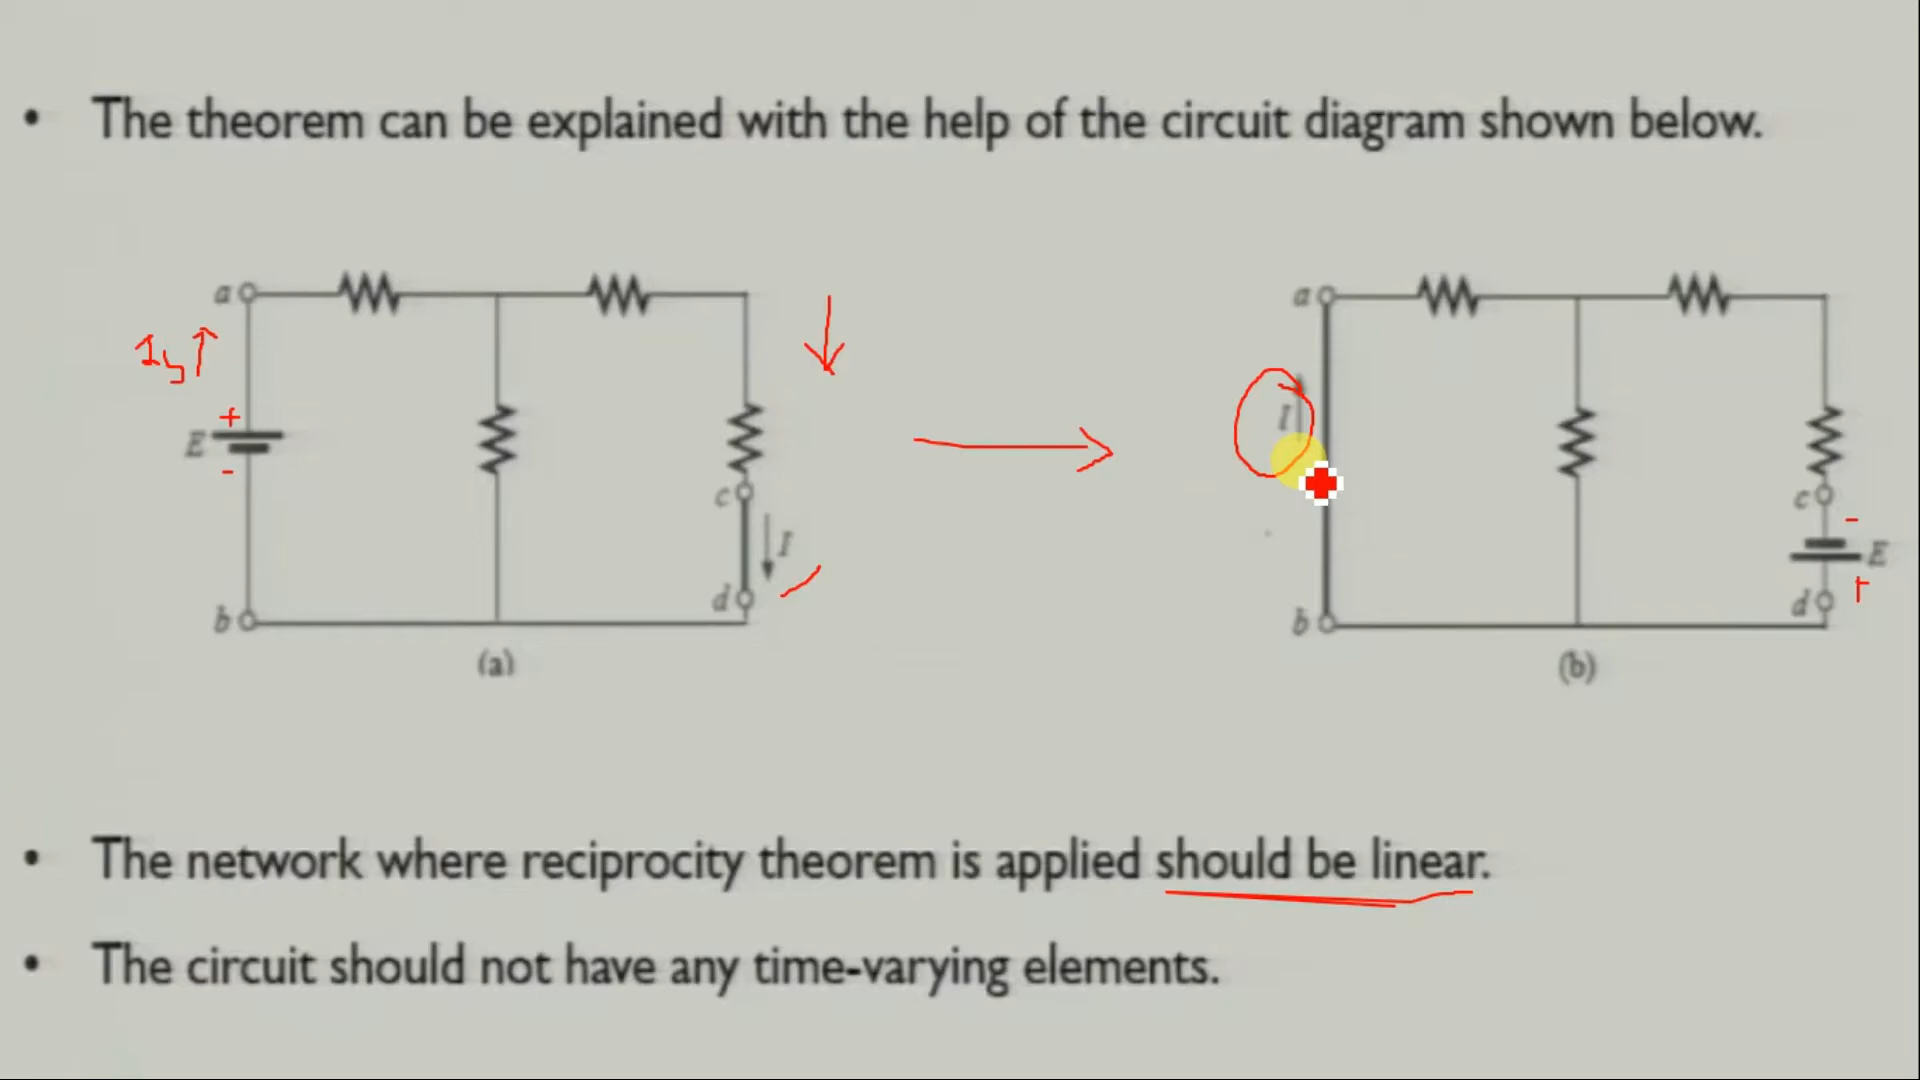 • The theorem can be explained with the help of the circuit diagram shown below.
a
a
↑
+
E
-
I
c
-
c
I
E
+
d
d
b
b
(a)
(b)
• The network where reciprocity theorem is applied should be linear.
• The circuit should not have any time-varying elements.